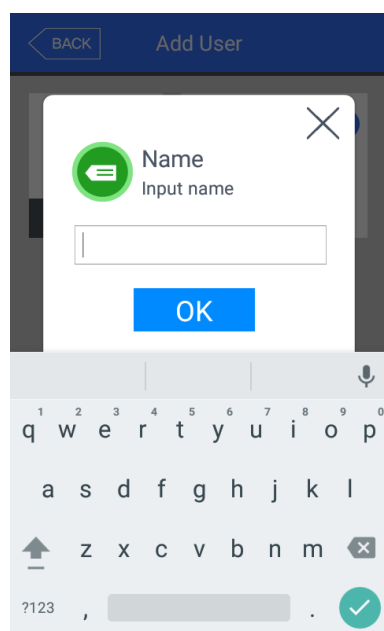 BACK Add User
Name
Input name
OK
1 2 3 4 5 6 7 8 9 0
q w e r t y u i o p
a s d f g h j k l
z x c v b n m
?123 , .